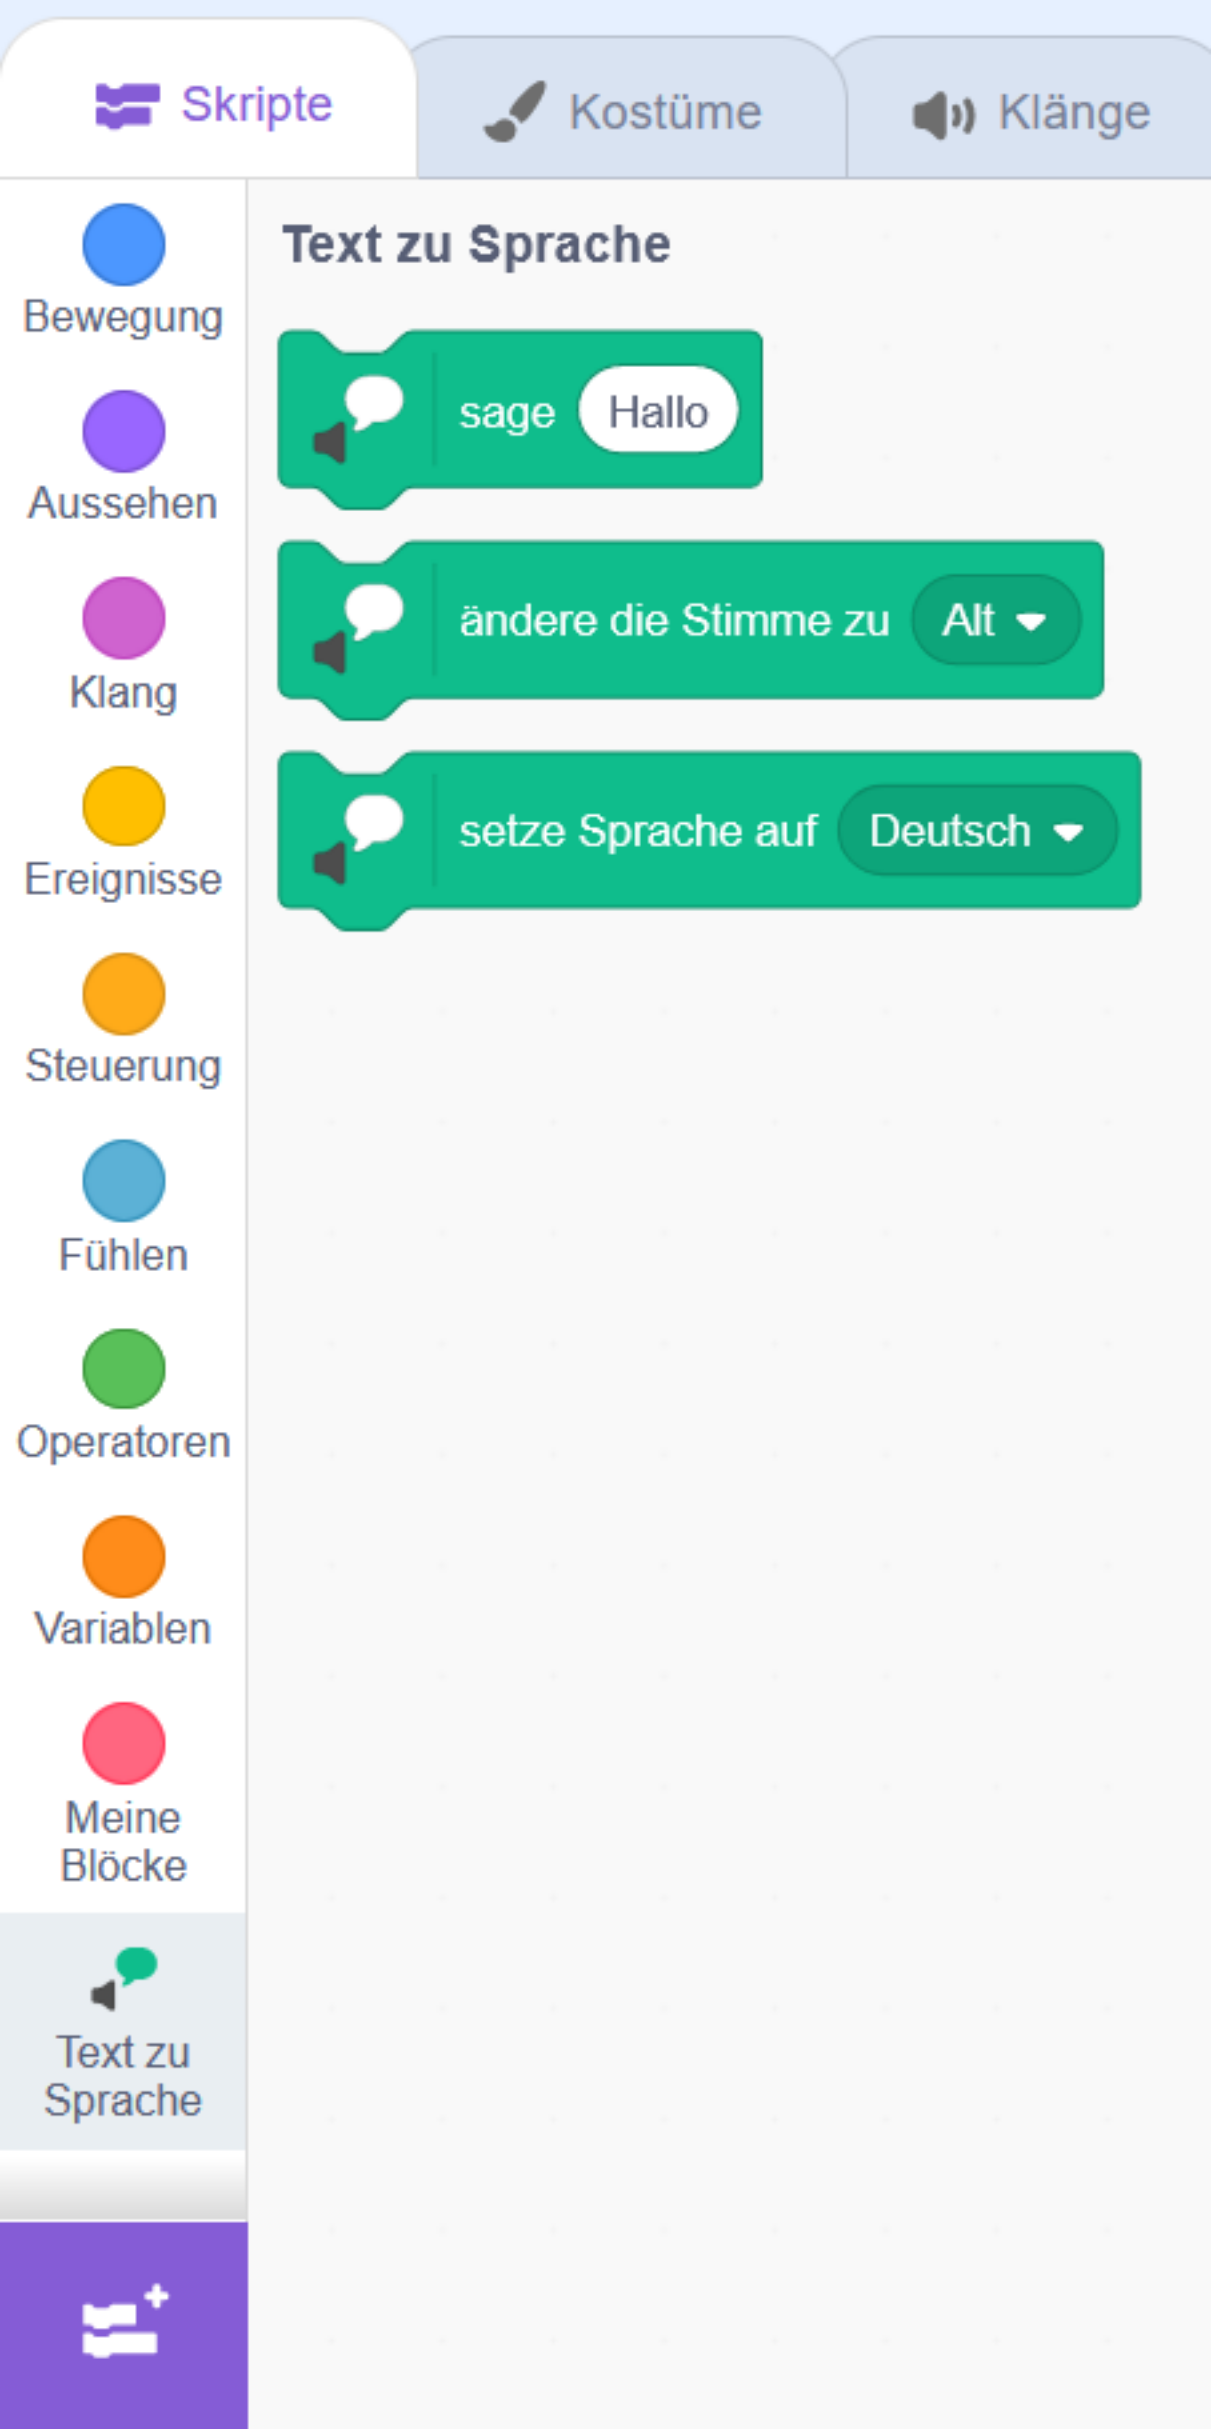 Skripte
Kostüme
Klänge
Bewegung
Aussehen
Klang
Ereignisse
Steuerung
Fühlen
Operatoren
Variablen
Meine
Blöcke
Text zu
Sprache
Text zu Sprache
sage Hallo
ändere die Stimme zu Alt
setze Sprache auf Deutsch